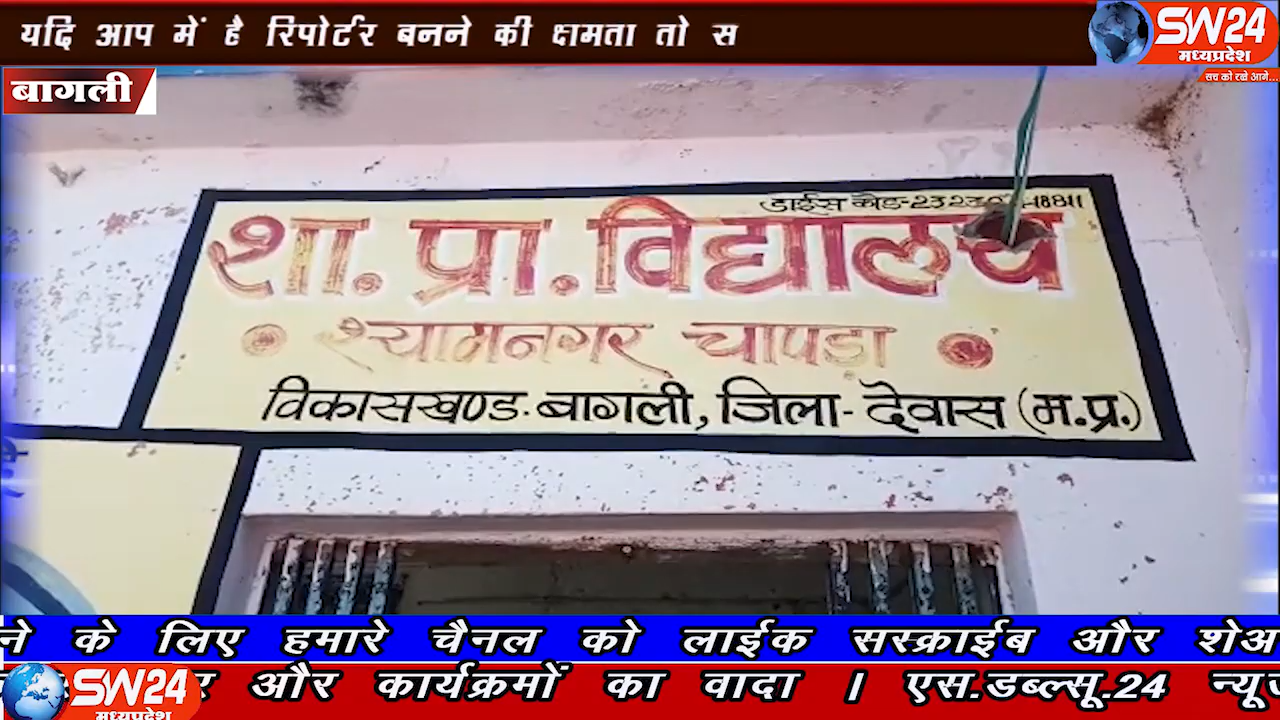 यदि आप में है रिपोर्टर बनने की क्षमता तो स
SW24
मध्यप्रदेश
सच को रखे आगे...
बागली
डाईस कोड-
शा. प्रा. विद्यालय
श्यामनगर चापड़ा
विकासखण्ड-बागली, जिला-देवास (म.प्र.)
ने के लिए हमारे चैनल को लाईक सस्क्राईब और शेअ
SW24
मध्यप्रदेश
र और कार्यक्रमों का वादा । एस.डब्ल्सू.24 न्यूज